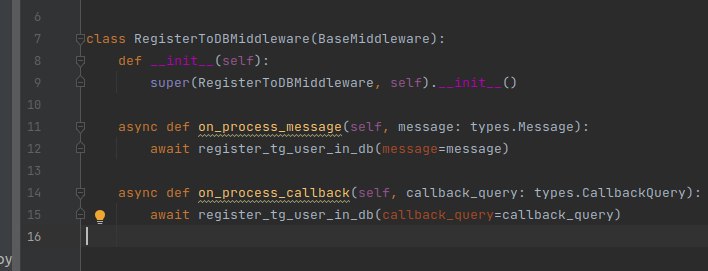 6
7 class RegisterToDBMiddleware(BaseMiddleware):
8 def __init__(self):
9 super(RegisterToDBMiddleware, self).__init__()
10
11 async def on_process_message(self, message: types.Message):
12 await register_tg_user_in_db(message=message)
13
14 async def on_process_callback(self, callback_query: types.CallbackQuery):
15 await register_tg_user_in_db(callback_query=callback_query)
16
py